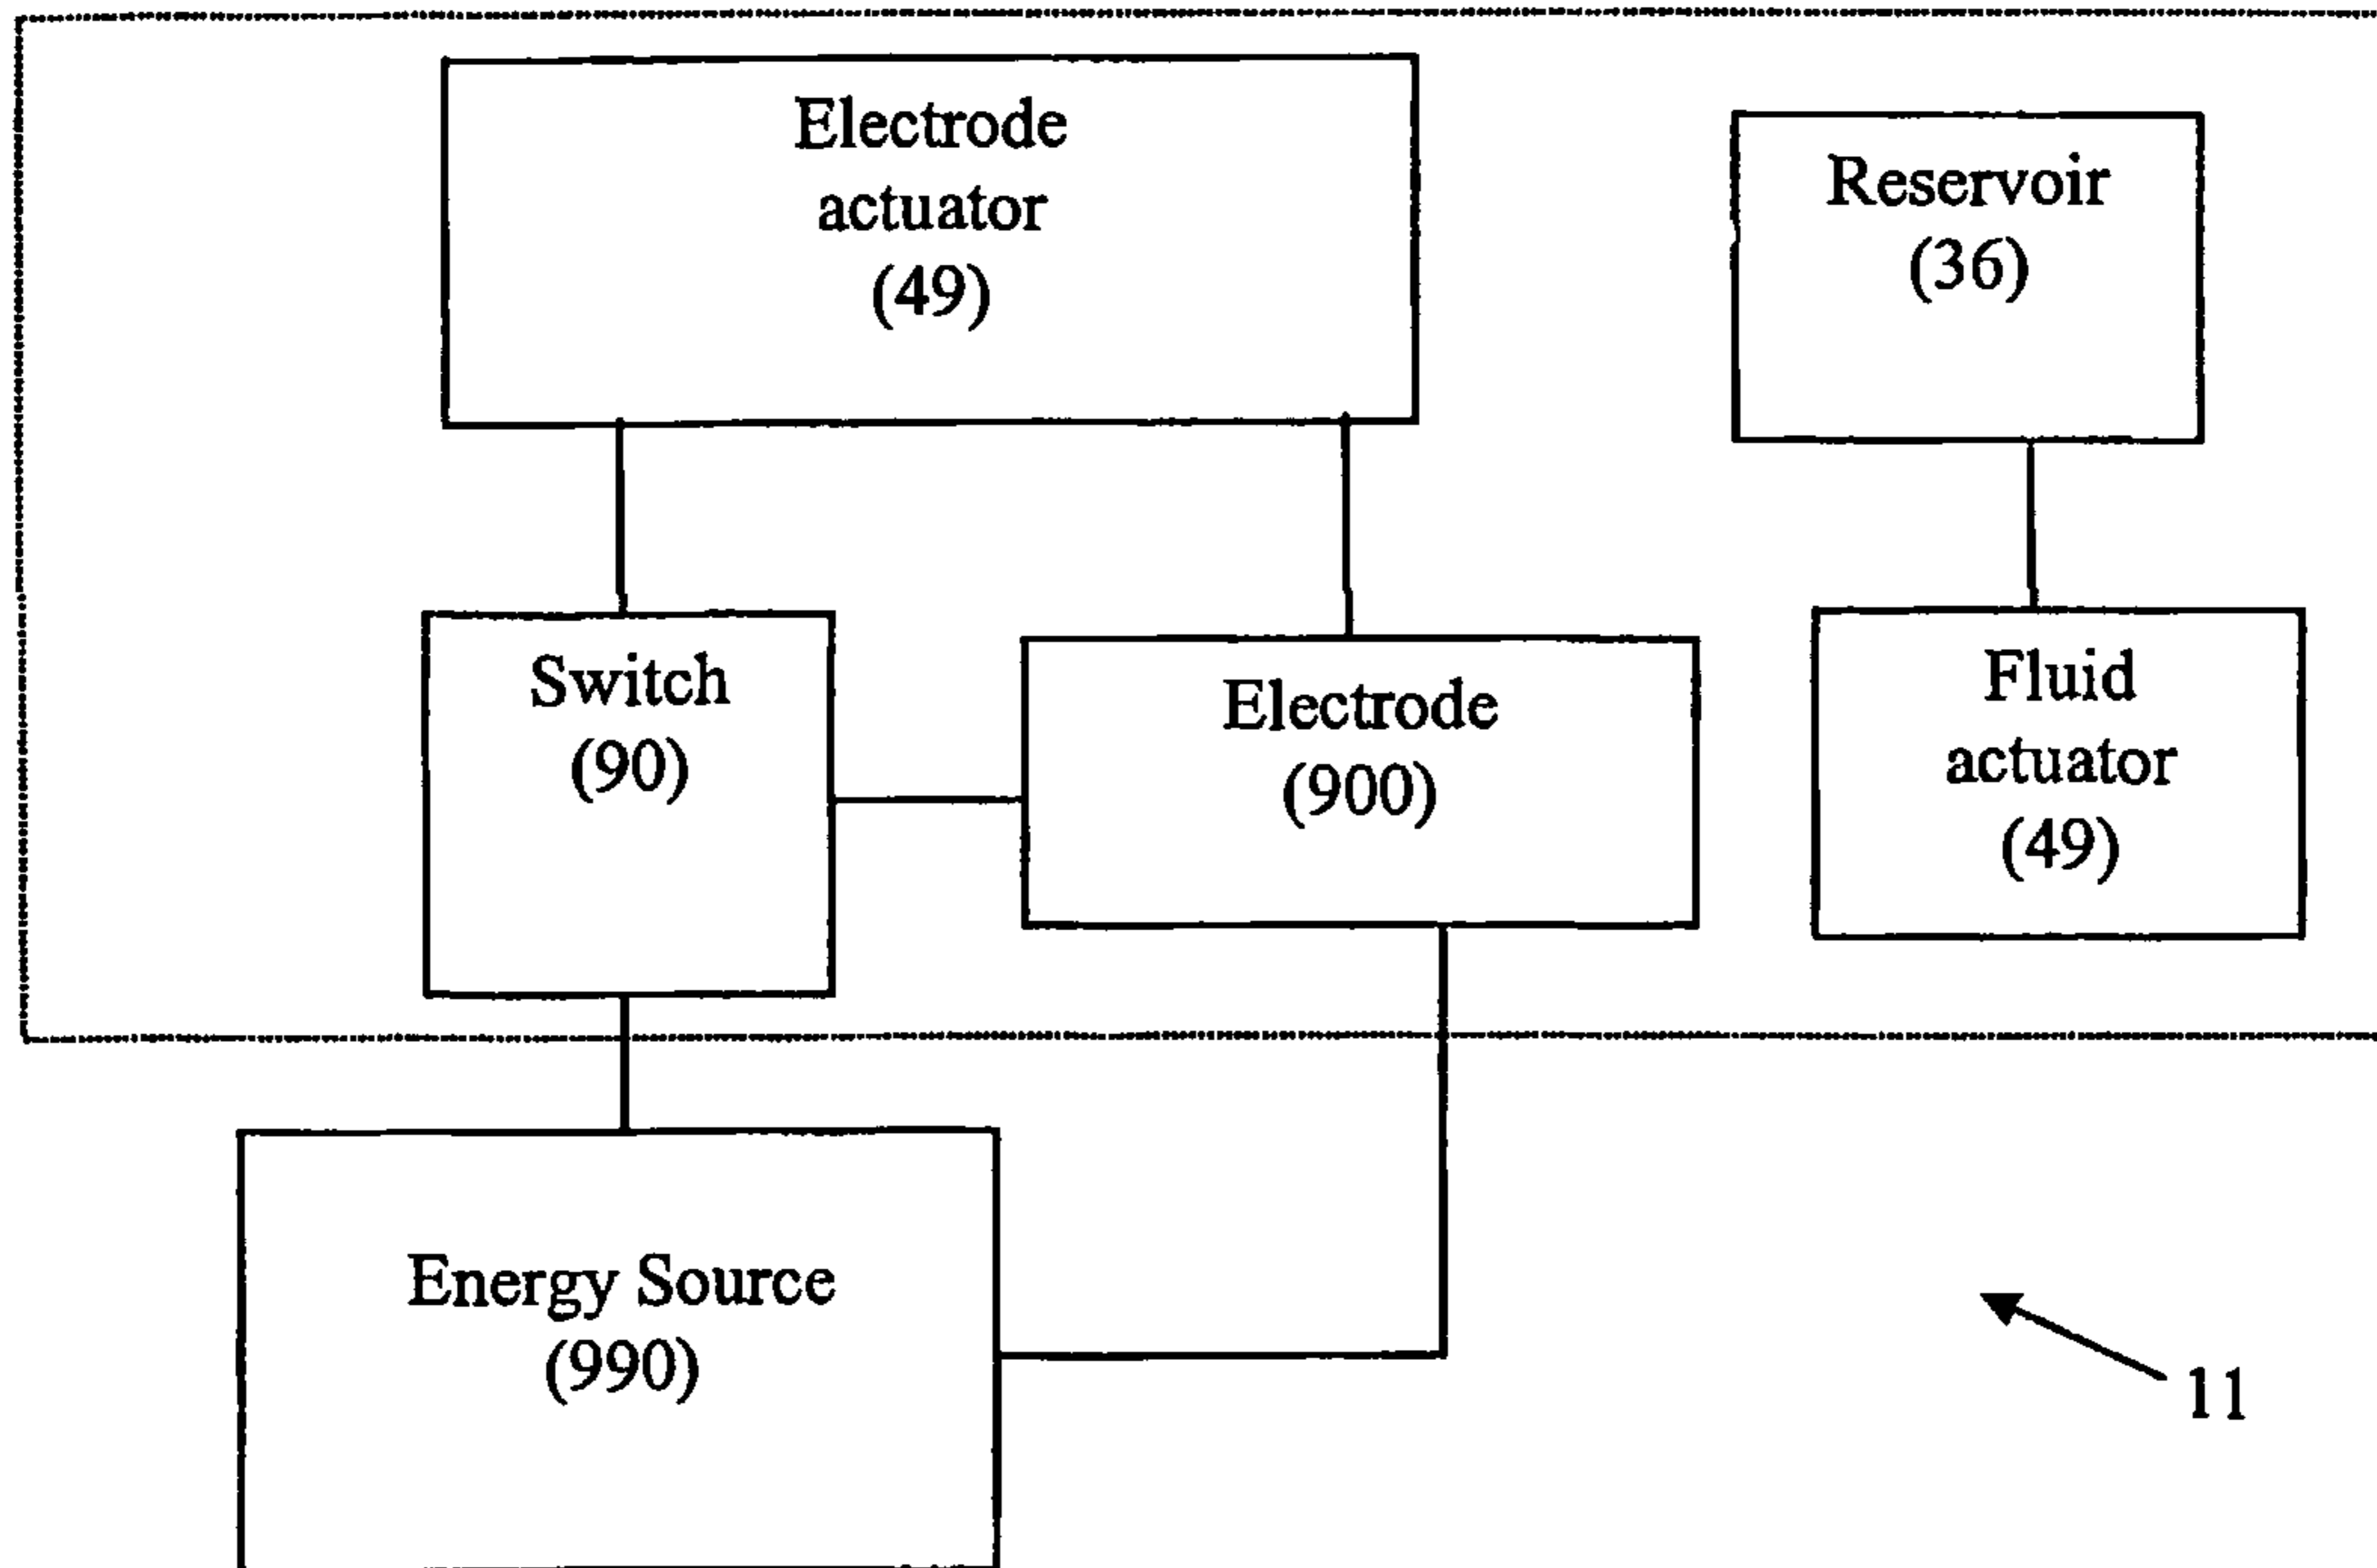 Electrode
actuator
(49)
Reservoir
(36)
Switch
(90)
Electrode
(900)
Fluid
actuator
(49)
Energy Source
(990)
11